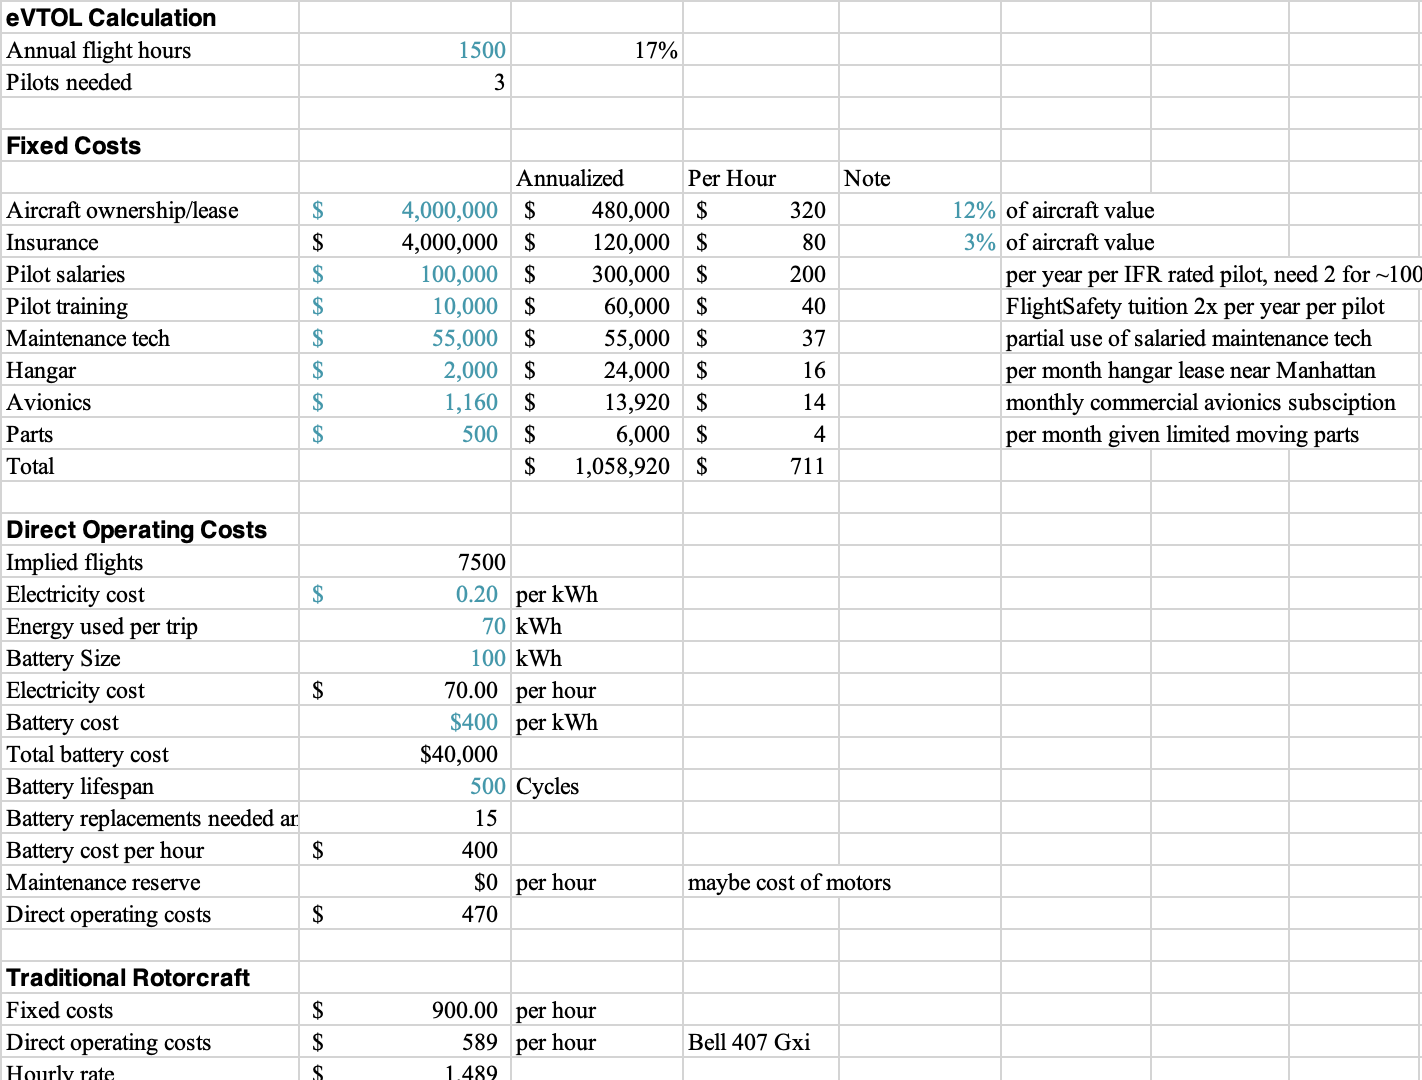 eVTOL Calculation
Annual flight hours 1500 17%
Pilots needed 3
Fixed Costs
Annualized Per Hour Note
Aircraft ownership/lease $ 4,000,000 $ 480,000 $ 320 12% of aircraft value
Insurance $ 4,000,000 $ 120,000 $ 80 3% of aircraft value
Pilot salaries $ 100,000 $ 300,000 $ 200 per year per IFR rated pilot, need 2 for ~100
Pilot training $ 10,000 $ 60,000 $ 40 FlightSafety tuition 2x per year per pilot
Maintenance tech $ 55,000 $ 55,000 $ 37 partial use of salaried maintenance tech
Hangar $ 2,000 $ 24,000 $ 16 per month hangar lease near Manhattan
Avionics $ 1,160 $ 13,920 $ 14 monthly commercial avionics subsciption
Parts $ 500 $ 6,000 $ 4 per month given limited moving parts
Total $ 1,058,920 $ 711
Direct Operating Costs
Implied flights 7500
Electricity cost $ 0.20 per kWh
Energy used per trip 70 kWh
Battery Size 100 kWh
Electricity cost $ 70.00 per hour
Battery cost $400 per kWh
Total battery cost $40,000
Battery lifespan 500 Cycles
Battery replacements needed an 15
Battery cost per hour $ 400
Maintenance reserve $0 per hour maybe cost of motors
Direct operating costs $ 470
Traditional Rotorcraft
Fixed costs $ 900.00 per hour
Direct operating costs $ 589 per hour Bell 407 Gxi
Hourly rate $ 1,489